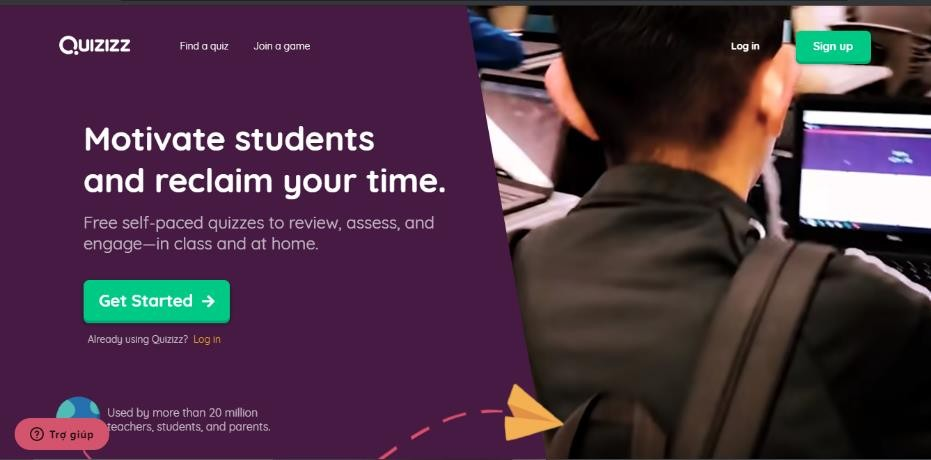 QUIZIZZ Find a quiz Join a game Log in Sign up
Motivate students
and reclaim your time.
Free self-paced quizzes to review, assess, and
engage—in class and at home.
Get Started →
Already using Quizizz? Log in
Used by more than 20 million
teachers, students, and parents.
Trợ giúp